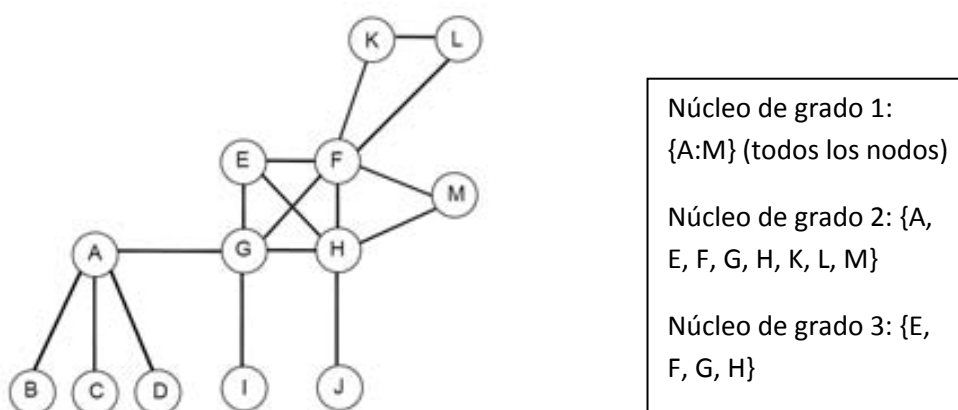 K L
E F
M
A G H
B C D I J
Núcleo de grado 1:
{A:M} (todos los nodos)
Núcleo de grado 2: {A,
E, F, G, H, K, L, M}
Núcleo de grado 3: {E,
F, G, H}